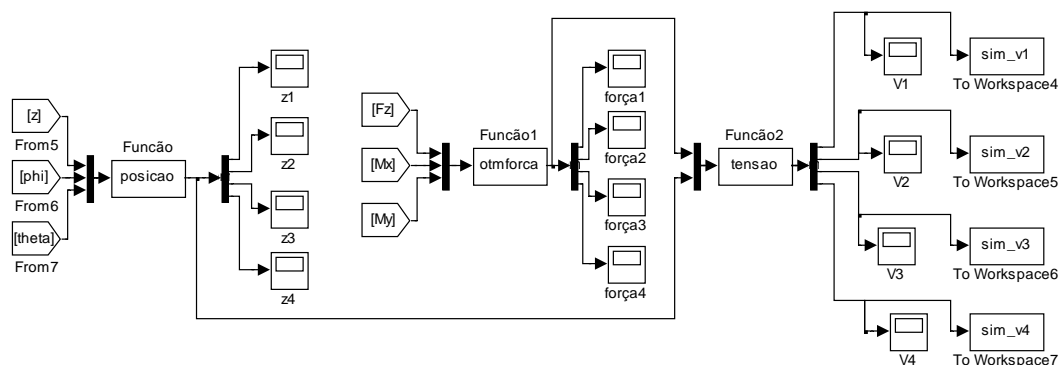 [z]
From5
[phi]
From6
[theta]
From7
Funcão
posicao
z1
z2
z3
z4
[Fz]
[Mx]
[My]
Funcão1
otmforca
força1
força2
força3
força4
Funcão2
tensao
V1
sim_v1
To Workspace4
V2
sim_v2
To Workspace5
V3
sim_v3
To Workspace6
V4
sim_v4
To Workspace7